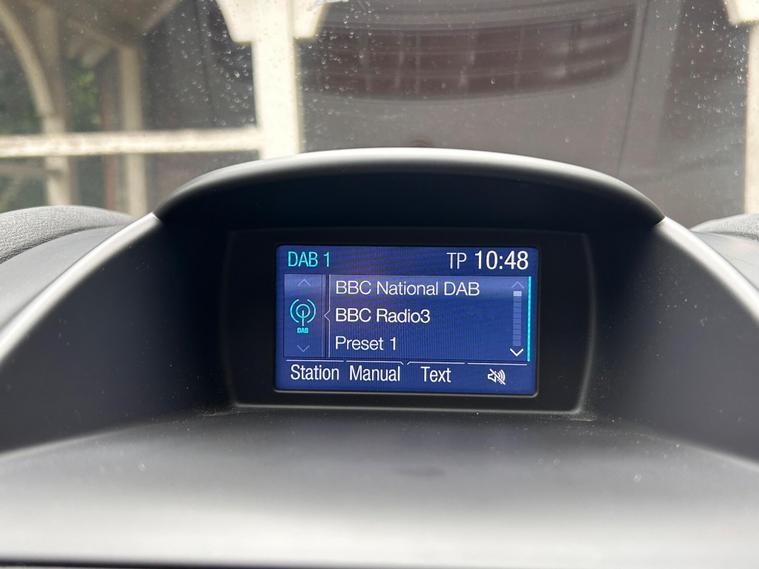 DAB 1 TP 10:48
BBC National DAB
BBC Radio3
DAB
Preset 1
Station Manual Text